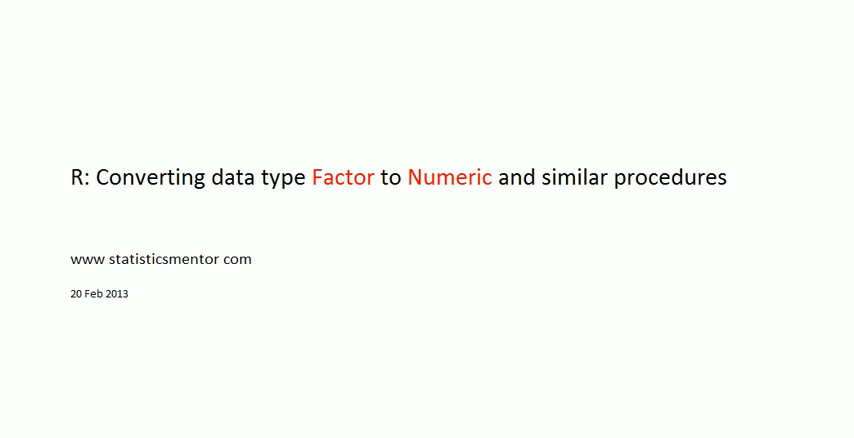 R: Converting data type Factor to Numeric and similar procedures
www statisticsmentor com
20 Feb 2013